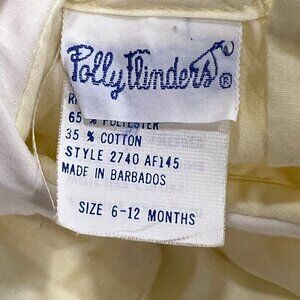 Polly Flinders®
65 % POLYESTER
35 % COTTON
STYLE 2740 AF145
MADE IN BARBADOS
SIZE 6-12 MONTHS